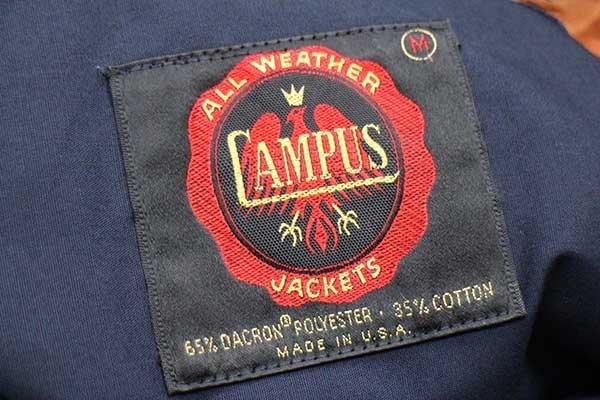 M
ALL WEATHER
CAMPUS
JACKETS
65% DACRON® POLYESTER · 35% COTTON
MADE IN U.S.A.